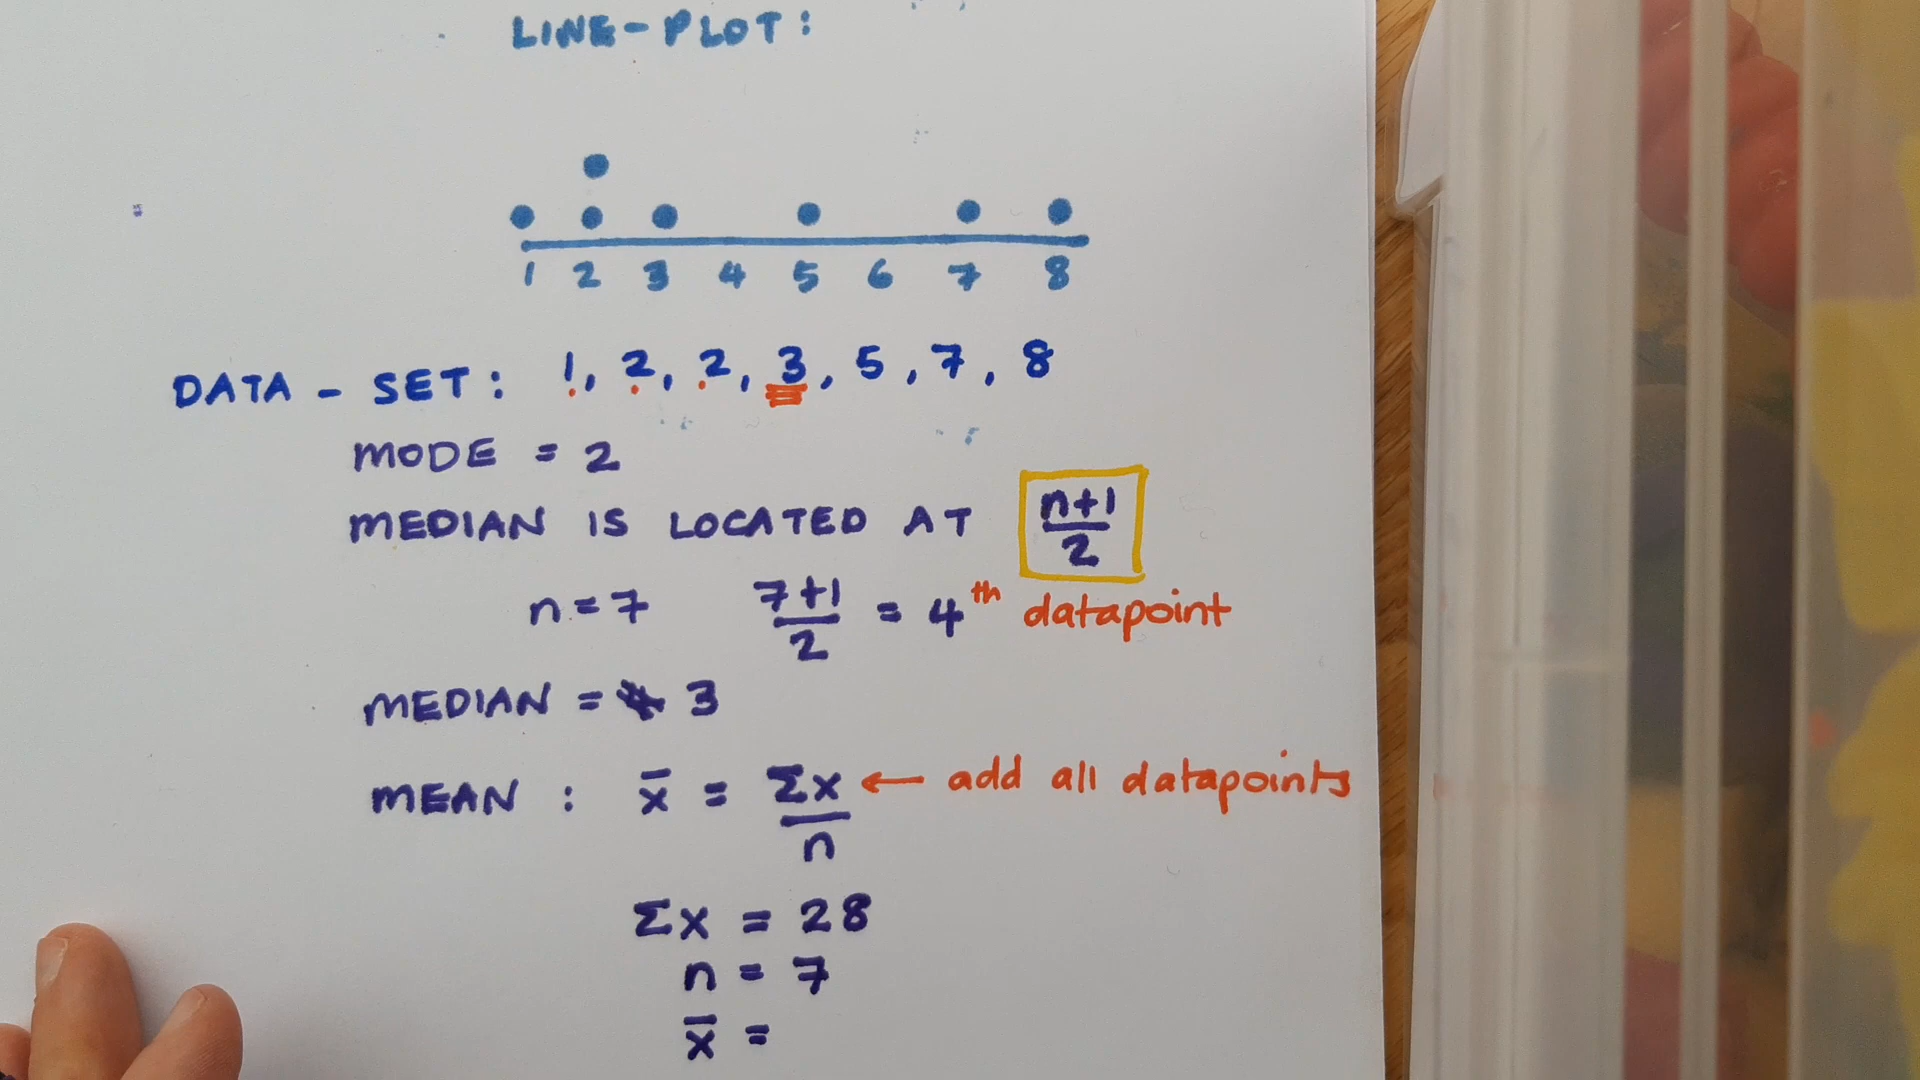 LINE-PLOT:
1 2 3 4 5 6 7 8
DATA - SET: 1, 2, 2, 3, 5, 7, 8
MODE = 2
MEDIAN IS LOCATED AT n+1/2
n=7 7+1/2 = 4th datapoint
MEDIAN = 3
MEAN : x̄ = Σx/n ← add all datapoints
Σx = 28
n = 7
x̄ =